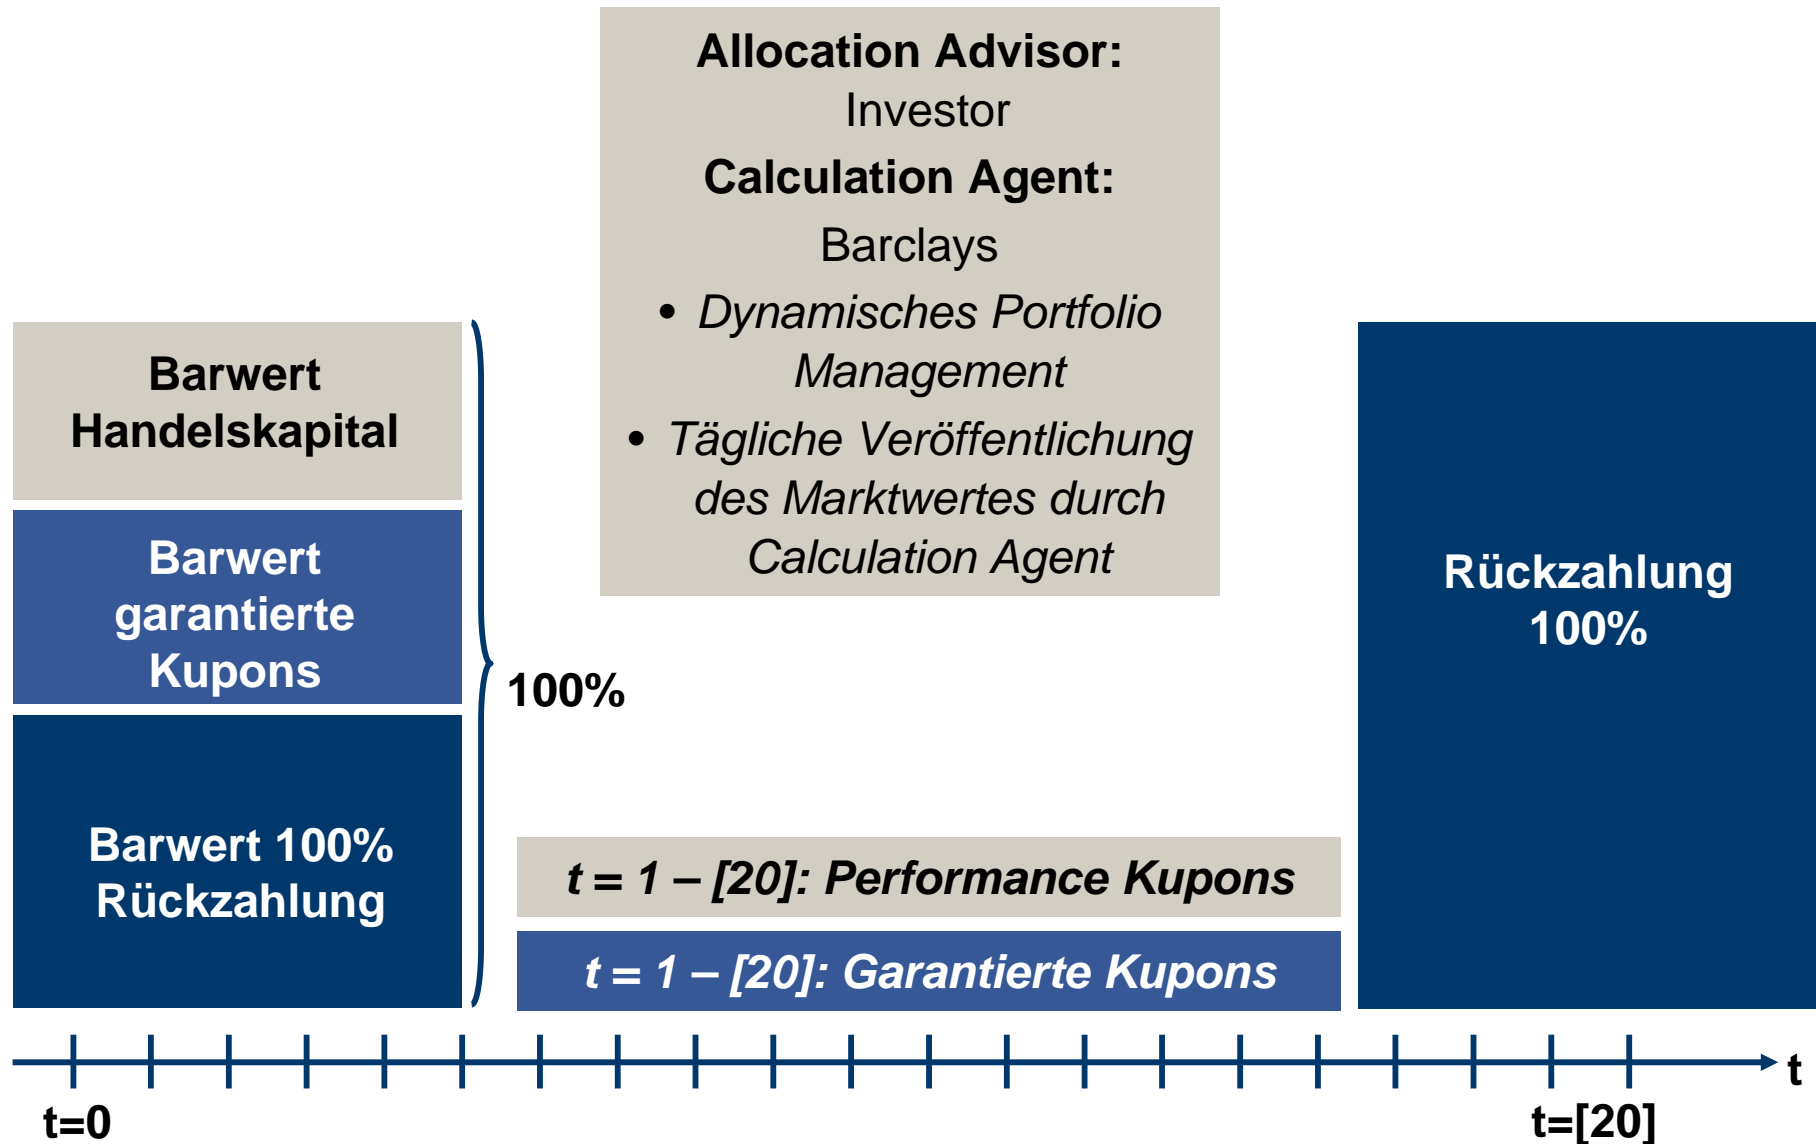 Allocation Advisor:
Investor
Calculation Agent:
Barclays
• Dynamisches Portfolio
Management
• Tägliche Veröffentlichung
des Marktwertes durch
Calculation Agent
Barwert
Handelskapital
Barwert
garantierte
Kupons
Barwert 100%
Rückzahlung
100%
t = 1 – [20]: Performance Kupons
t = 1 – [20]: Garantierte Kupons
Rückzahlung
100%
t
t=0
t=[20]